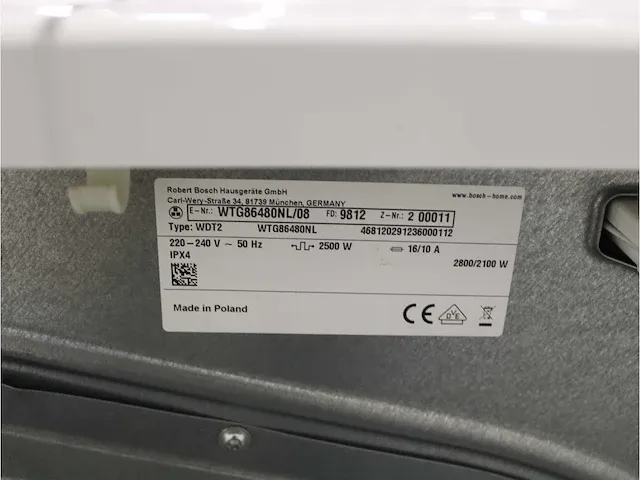 Robert Bosch Hausgeräte GmbH
Carl-Wery-Straße 34, 81739 München, GERMANY
www.bosch-home.com
E-Nr.: WTG86480NL/08 FD: 9812 Z-Nr.: 2 00011
Type: WDT2 WTG86480NL 468120291236000112
220-240 V ~ 50 Hz 2500 W 16/10 A
IPX4 2800/2100 W
Made in Poland
CE DVE